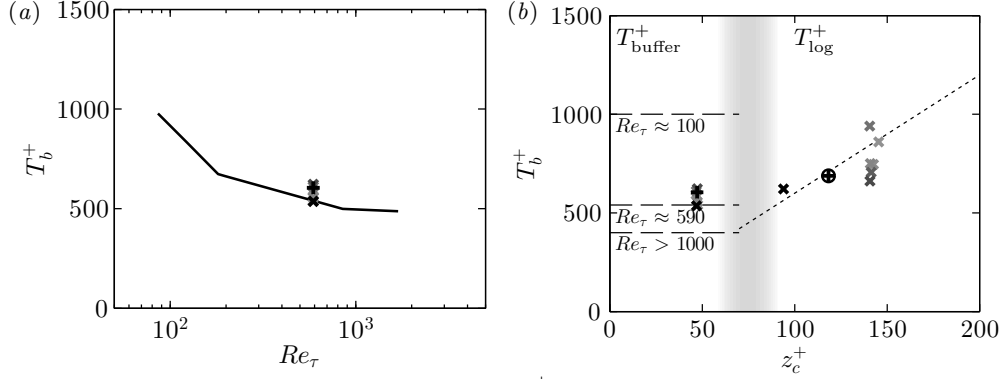 (a)
1500
1000
500
0
T_b^+
10^2
10^3
Re_τ
(b)
1500
1000
500
0
T_b^+
T_buffer^+
T_log^+
Re_τ ≈ 100
Re_τ ≈ 590
Re_τ > 1000
0 50 100 150 200
z_c^+